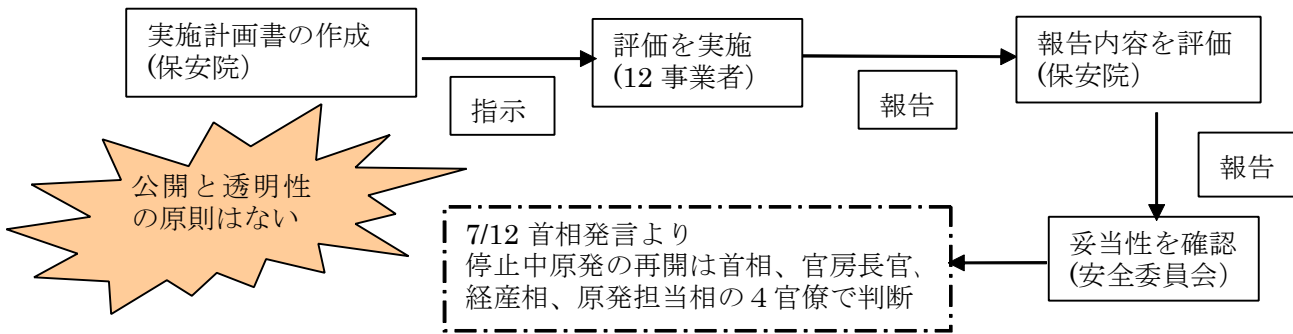 実施計画書の作成
(保安院)
指示
評価を実施
(12 事業者)
報告
報告内容を評価
(保安院)
報告
妥当性を確認
(安全委員会)
7/12 首相発言より
停止中原発の再開は首相、官房長官、
経産相、原発担当相の４官僚で判断
公開と透明性
の原則はない